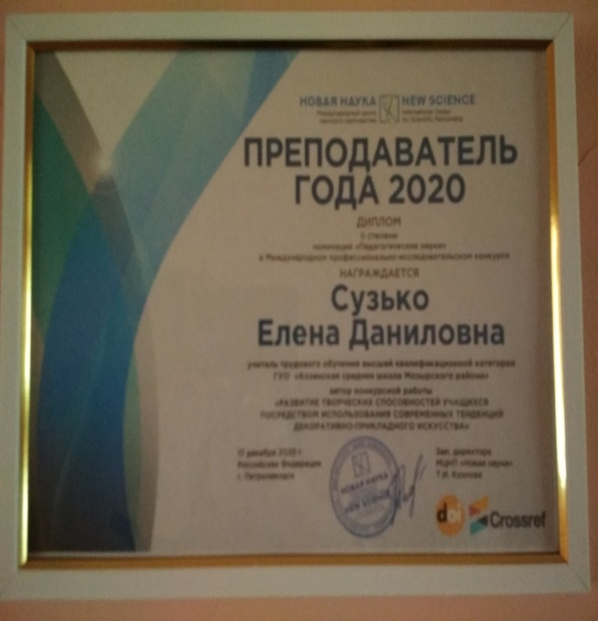 НОВАЯ НАУКА NEW SCIENCE
Международный центр научного партнерства International Center for Scientific Partnership
ПРЕПОДАВАТЕЛЬ
ГОДА 2020
ДИПЛОМ
II степени
номинация «Педагогические науки»
в Международном профессионально-исследовательском конкурсе
НАГРАЖДАЕТСЯ
Сузько
Елена Даниловна
учитель трудового обучения высшей квалификационной категории
ГУО «Козенская средняя школа Мозырского района»
автор конкурсной работы
«РАЗВИТИЕ ТВОРЧЕСКИХ СПОСОБНОСТЕЙ УЧАЩИХСЯ
ПОСРЕДСТВОМ ИСПОЛЬЗОВАНИЯ СОВРЕМЕННЫХ ТЕНДЕНЦИЙ
ДЕКОРАТИВНО-ПРИКЛАДНОГО ИСКУССТВА»
17 декабря 2020 г.
Российская Федерация
г. Петрозаводск
НОВАЯ НАУКА
NEW SCIENCE
Зам. директора
МЦНП «Новая наука»
Т.И. Козлова
doi
Crossref